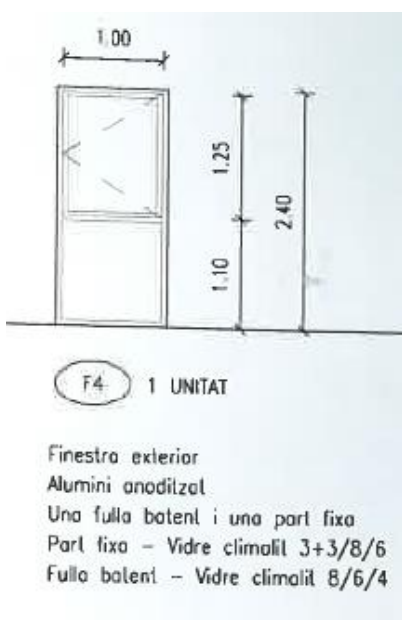 1.00
1.25
2.40
1.10
F4 1 UNITAT
Finestra exterior
Alumini anoditzat
Una fulla batent i una part fixa
Part fixa - Vidre climalit 3+3/8/6
Fulla batent - Vidre climalit 8/6/4